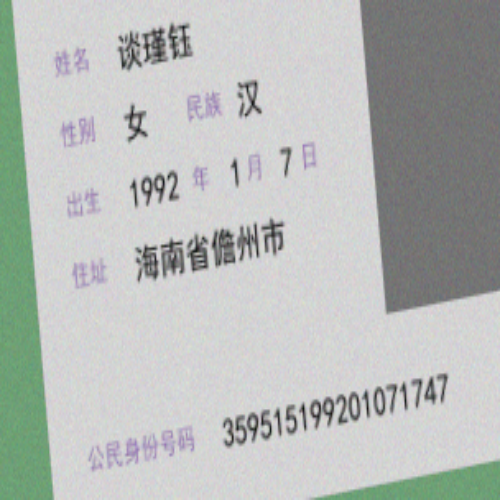 姓名 谈瑾钰
性别 女 民族 汉
出生 1992 年 1 月 7 日
住址 海南省儋州市
公民身份号码 359515199201071747